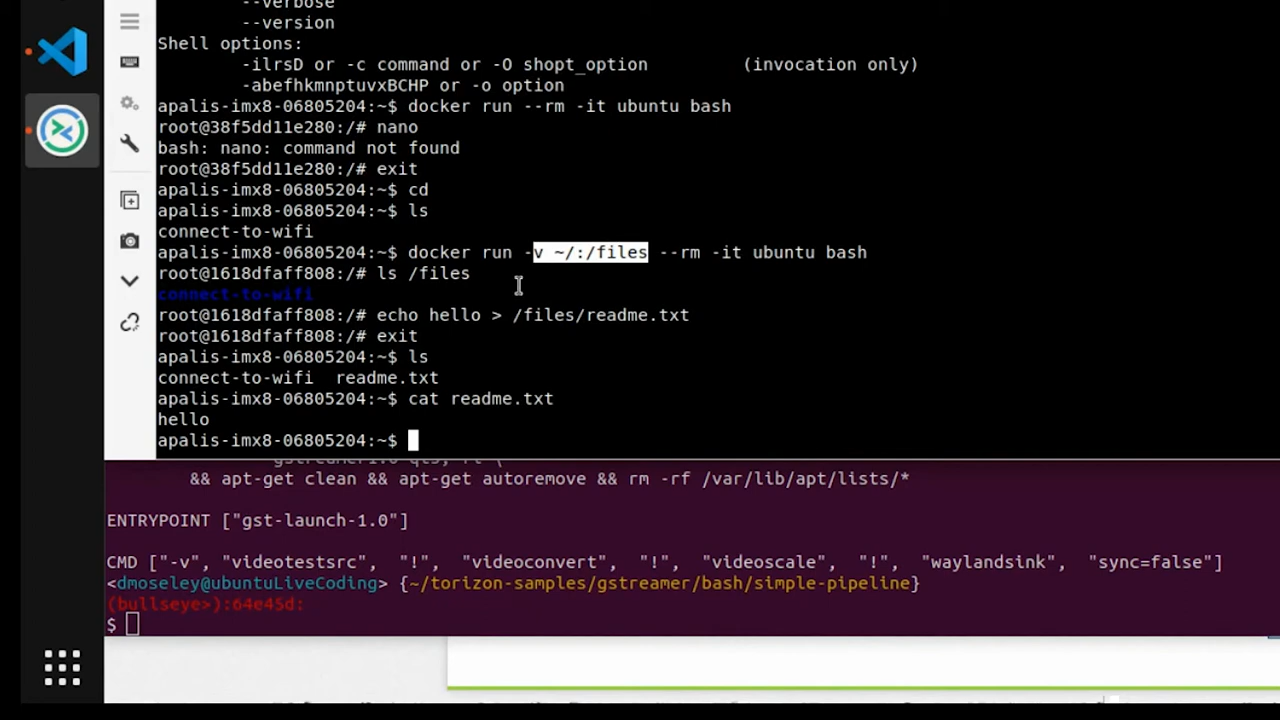 --verbose
--version
Shell options:
-ilrsD or -c command or -O shopt_option (invocation only)
-abefhkmnptuvxBCHP or -o option
apalis-imx8-06805204:~$ docker run --rm -it ubuntu bash
root@38f5dd11e280:/# nano
bash: nano: command not found
root@38f5dd11e280:/# exit
apalis-imx8-06805204:~$ cd
apalis-imx8-06805204:~$ ls
connect-to-wifi
apalis-imx8-06805204:~$ docker run -v ~/:/files --rm -it ubuntu bash
root@1618dfaff808:/# ls /files
connect-to-wifi
root@1618dfaff808:/# echo hello > /files/readme.txt
root@1618dfaff808:/# exit
apalis-imx8-06805204:~$ ls
connect-to-wifi readme.txt
apalis-imx8-06805204:~$ cat readme.txt
hello
apalis-imx8-06805204:~$
&& apt-get clean && apt-get autoremove && rm -rf /var/lib/apt/lists/*
ENTRYPOINT ["gst-launch-1.0"]
CMD ["-v", "videotestsrc", "!", "videoconvert", "!", "videoscale", "!", "waylandsink", "sync=false"]
<dmoseley@ubuntuLiveCoding> {~/torizon-samples/gstreamer/bash/simple-pipeline}
(bullseye>):64e45d:
$